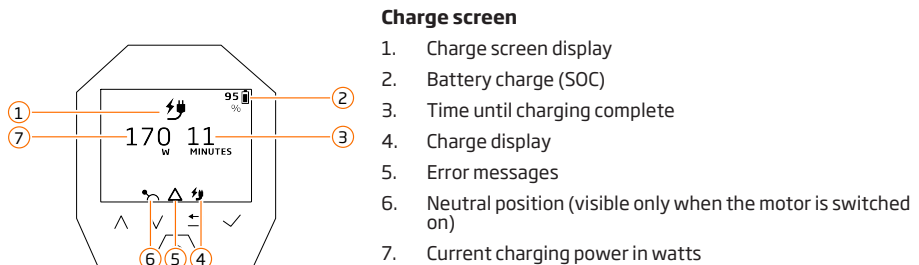 Charge screen
1. Charge screen display
2. Battery charge (SOC)
3. Time until charging complete
4. Charge display
5. Error messages
6. Neutral position (visible only when the motor is switched
on)
7. Current charging power in watts
95
%
1
2
7
170
W
11
MINUTES
3
6
5
4